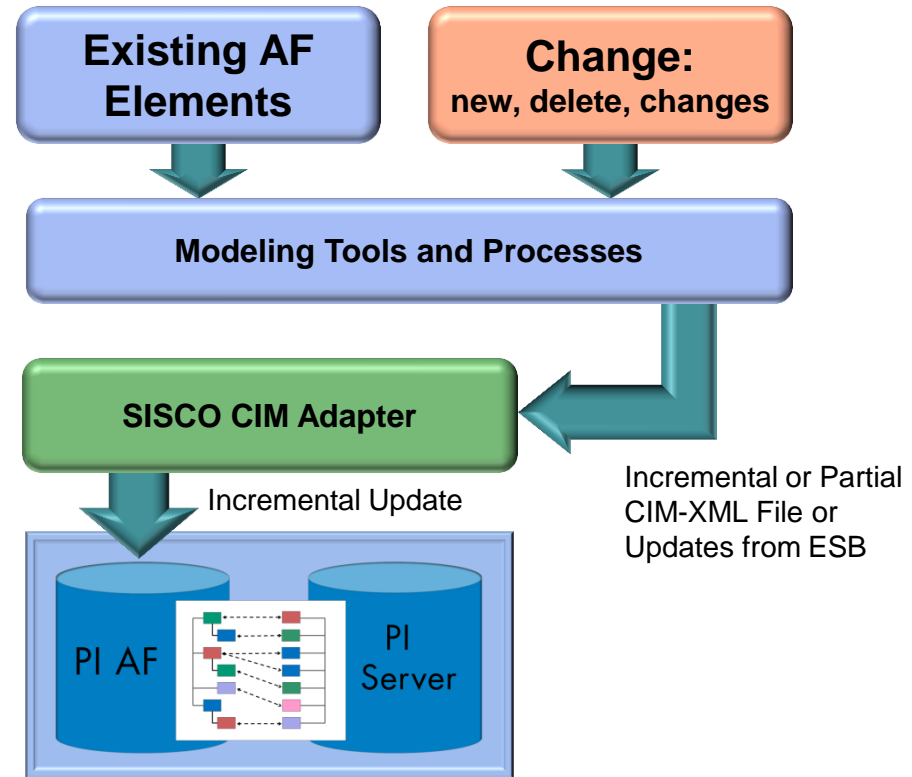 Existing AF
Elements
Change:
new, delete, changes
Modeling Tools and Processes
SISCO CIM Adapter
Incremental Update
Incremental or Partial
CIM-XML File or
Updates from ESB
PI AF
PI
Server